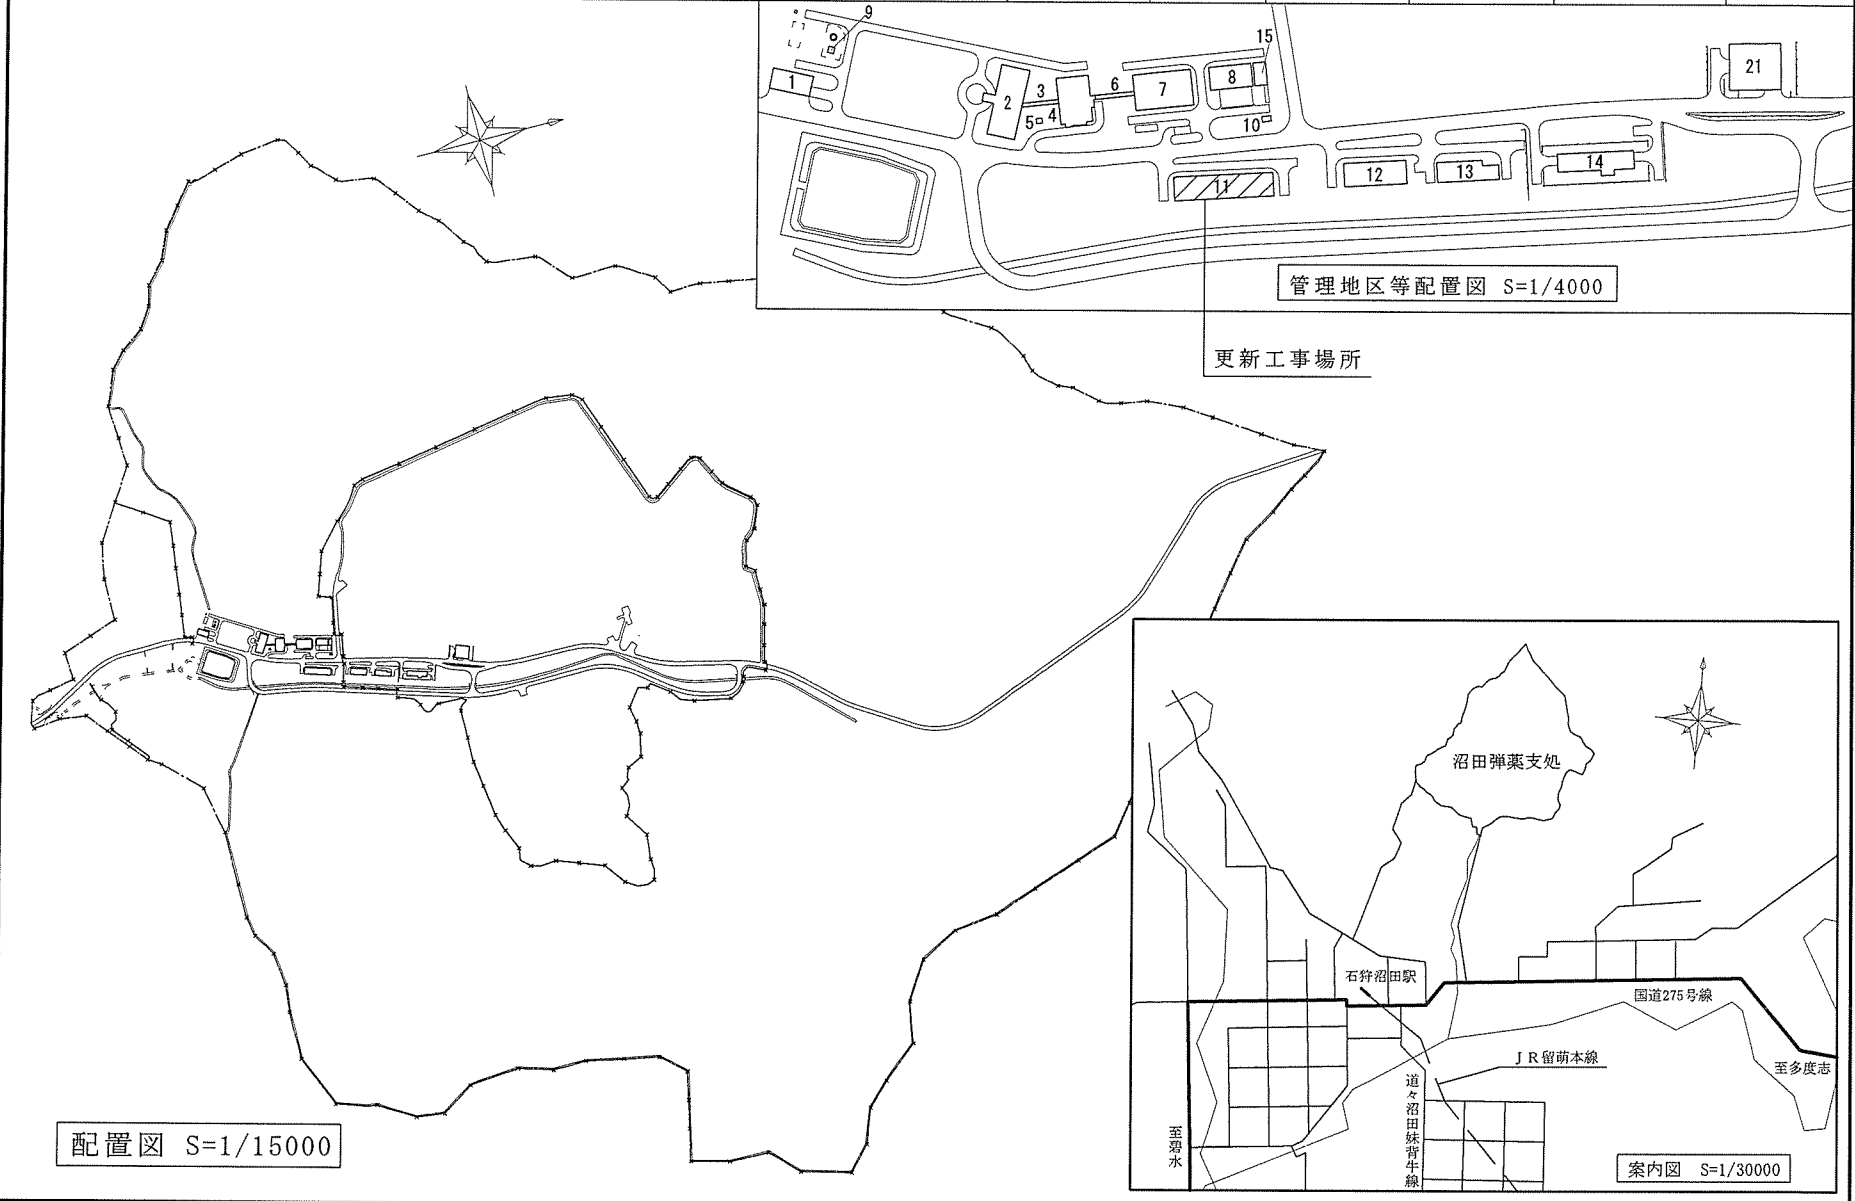 9
15
1
2
3
4
5
6
7
8
10
21
11
12
13
14
管理地区等配置図 S=1/4000
更新工事場所
沼田弾薬支処
石狩沼田駅
国道275号線
JR留萌本線
至多度志
道々沼田妹背牛線
至碧水
配置図 S=1/15000
案内図 S=1/30000